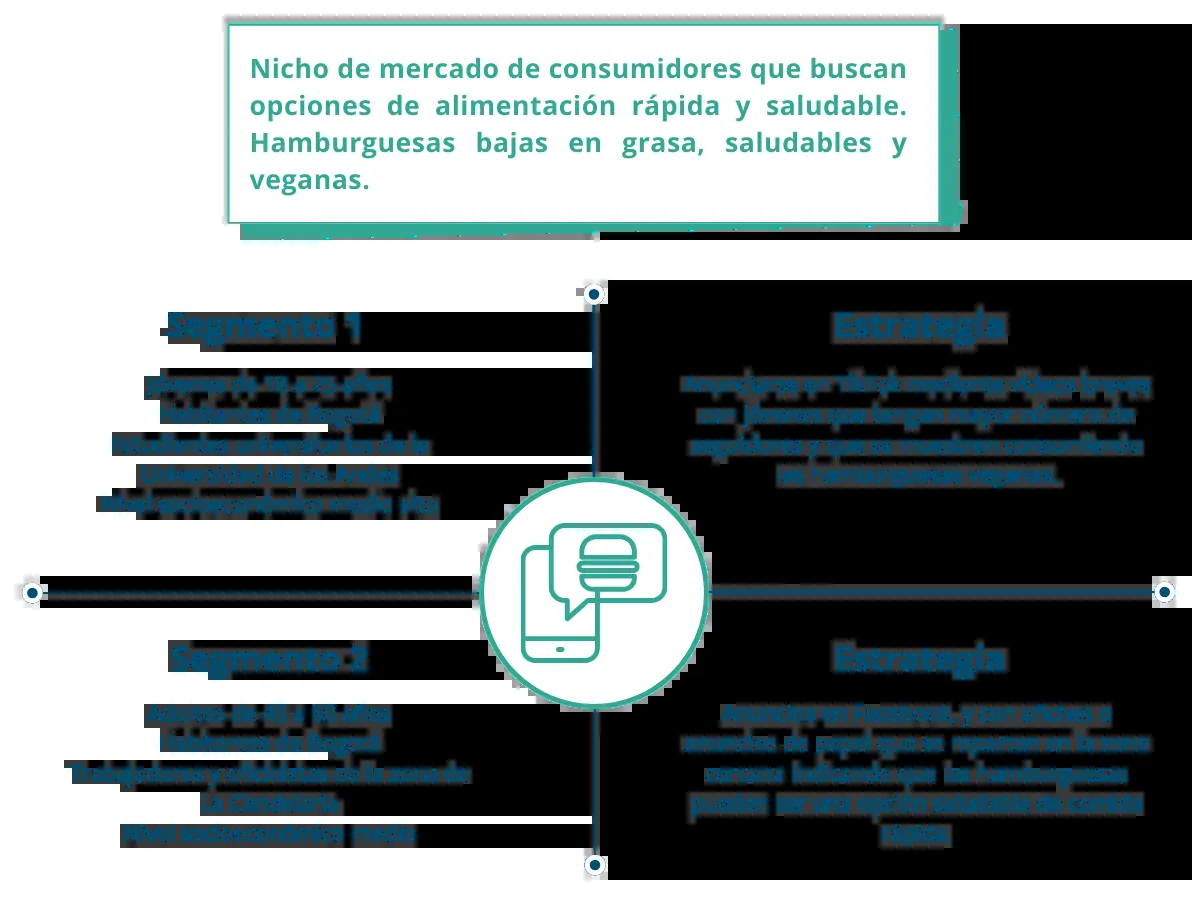 Nicho de mercado de consumidores que buscan
opciones de alimentación rápida y saludable.
Hamburguesas bajas en grasa, saludables y
veganas.
Segmento 1
Estrategia
Jóvenes de a 25 años
Habitantes de Bogotá
Estudiantes universitarios de la
Universidad de los Andes
Nivel socioeconómico medio alto
Anunciarse en TikTok mediante videos breves
con jóvenes que tengan mayor número de
seguidores y que se muestren consumiendo
las hamburguesas veganas.
Segmento 2
Estrategia
Adultos de a años
Habitantes de Bogotá
Trabajadores y oficinistas de la zona de
La Candelaria
Nivel socioeconómico medio
Anuncios en Facebook, y con afiches o
de papel que se reparten en la zona
indicando que las hamburguesas
pueden ser una opción saludable de comida
rápida